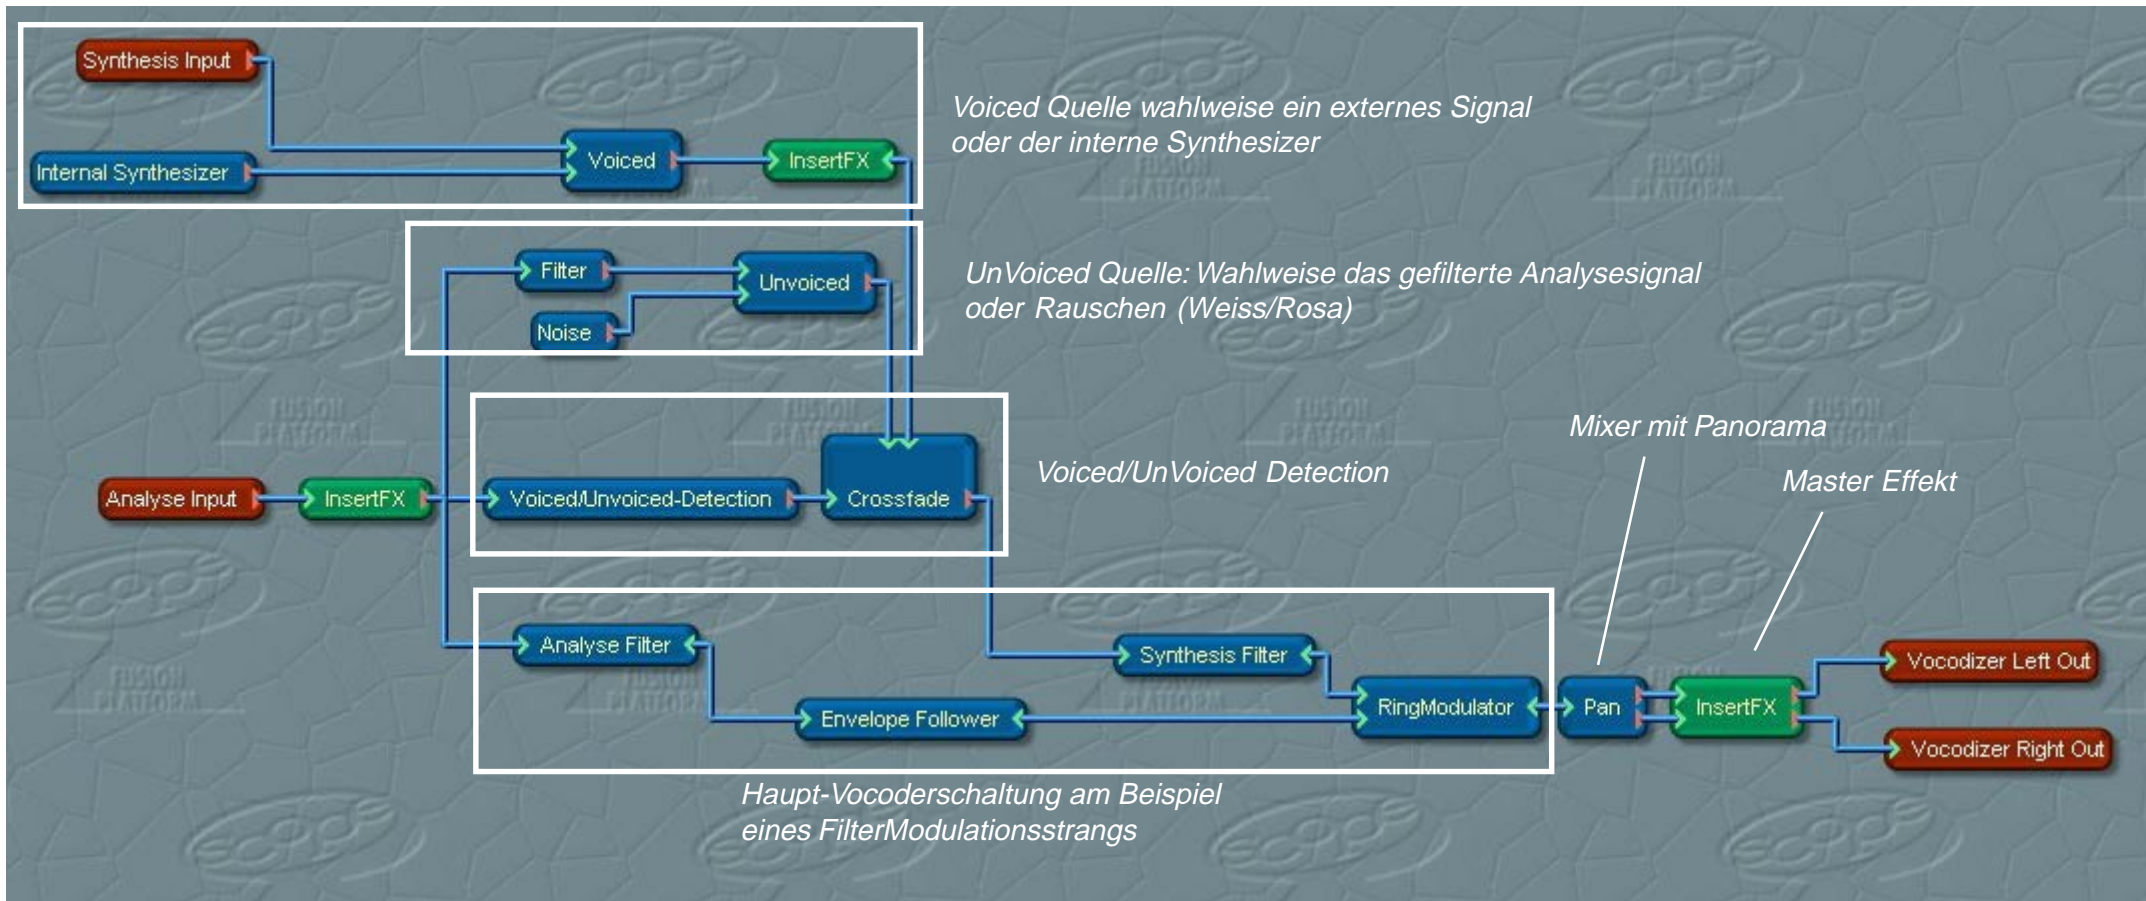 Synthesis Input
Internal Synthesizer
Voiced
InsertFX
Voiced Quelle wahlweise ein externes Signal
oder der interne Synthesizer
Filter
Noise
Unvoiced
UnVoiced Quelle: Wahlweise das gefilterte Analysesignal
oder Rauschen (Weiss/Rosa)
Analyse Input
InsertFX
Voiced/Unvoiced-Detection
Crossfade
Voiced/UnVoiced Detection
Mixer mit Panorama
Master Effekt
Analyse Filter
Envelope Follower
Synthesis Filter
RingModulator
Pan
InsertFX
Vocodizer Left Out
Vocodizer Right Out
Haupt-Vocoderschaltung am Beispiel
eines FilterModulationsstrangs
scope
FUSION
PLATFORM